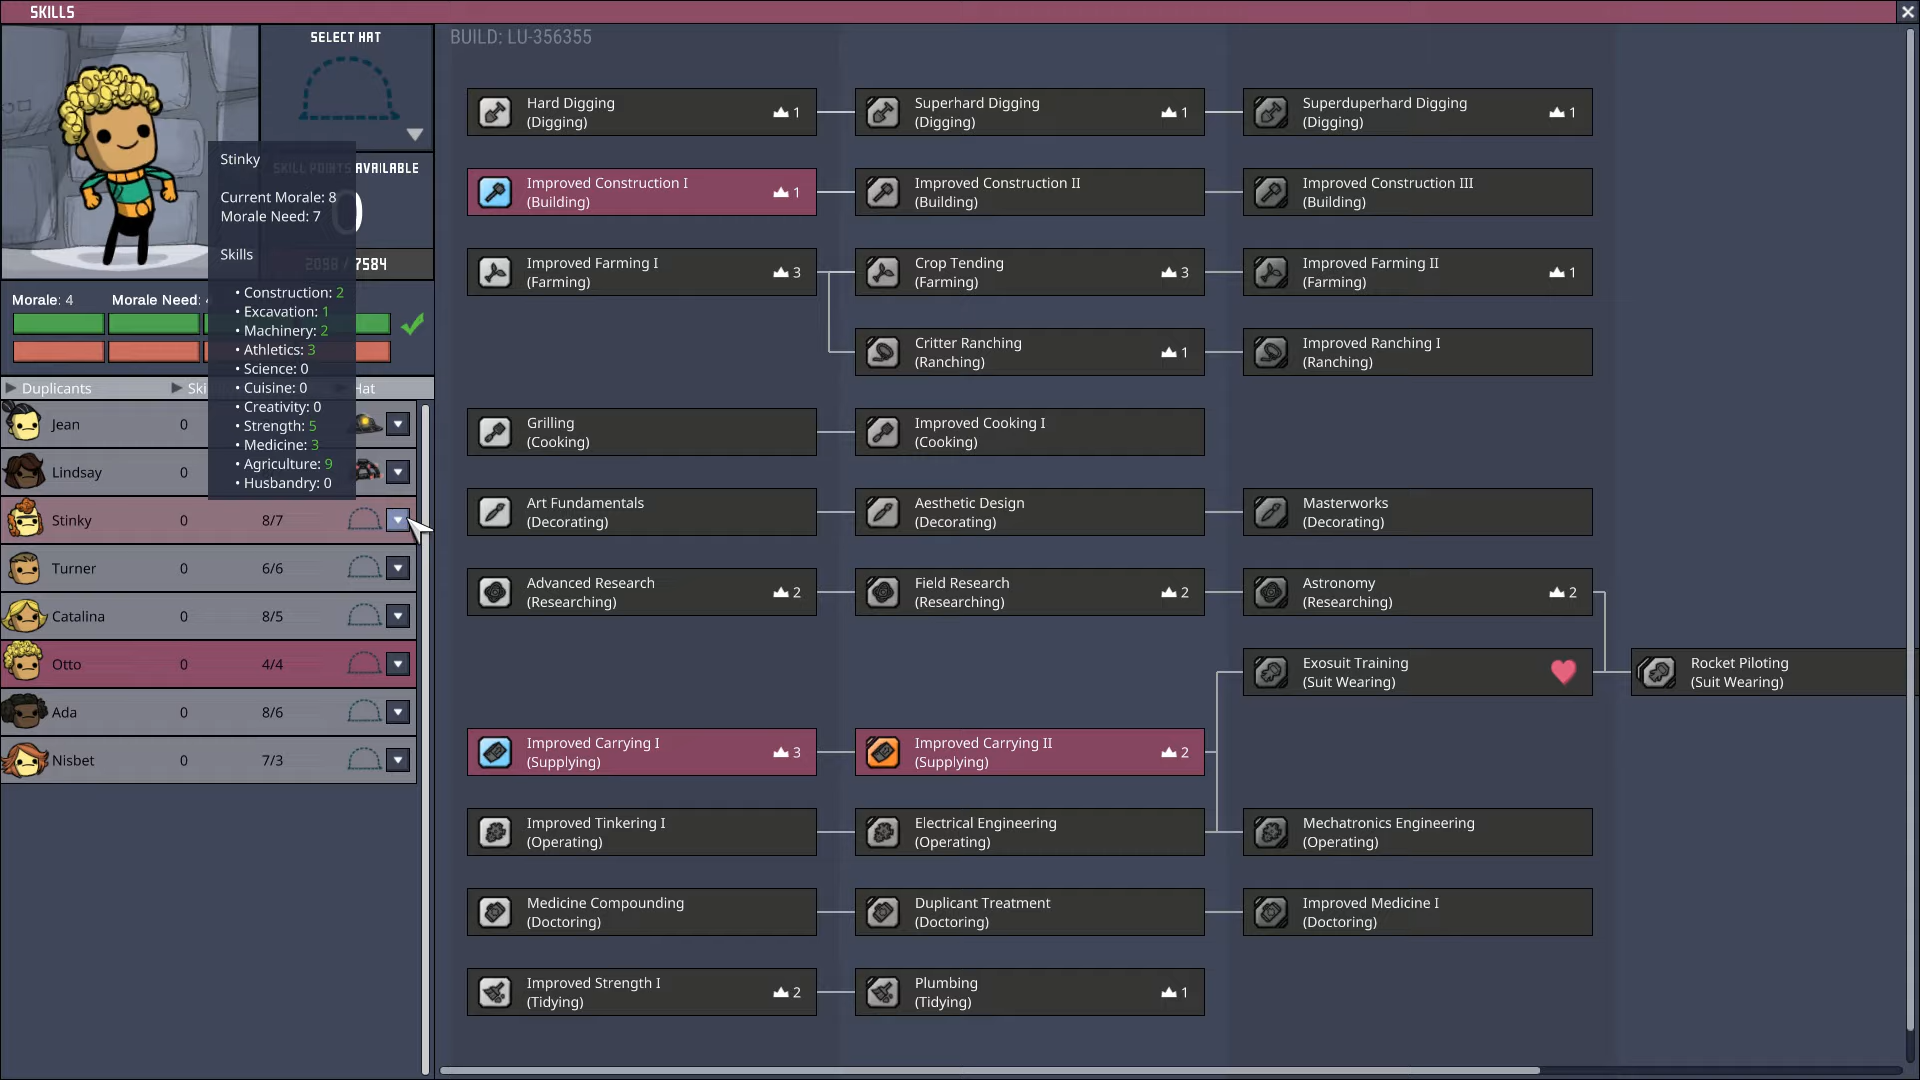 SKILLS
SELECT HAT
BUILD: LU-356355
SKILL POINTS AVAILABLE
0
2098 / 7584
Stinky
Current Morale: 8
Morale Need: 7
Skills
• Construction: 2
• Excavation: 1
• Machinery: 2
• Athletics: 3
• Science: 0
• Cuisine: 0
• Creativity: 0
• Strength: 5
• Medicine: 3
• Agriculture: 9
• Husbandry: 0
Morale: 4
Morale Need:
Duplicants
Hat
Jean 0
Lindsay 0
Stinky 0 8/7
Turner 0 6/6
Catalina 0 8/5
Otto 0 4/4
Ada 0 8/6
Nisbet 0 7/3
Hard Digging 1
(Digging)
Superhard Digging 1
(Digging)
Superduperhard Digging 1
(Digging)
Improved Construction I 1
(Building)
Improved Construction II
(Building)
Improved Construction III
(Building)
Improved Farming I 3
(Farming)
Crop Tending 3
(Farming)
Improved Farming II 1
(Farming)
Critter Ranching 1
(Ranching)
Improved Ranching I
(Ranching)
Grilling
(Cooking)
Improved Cooking I
(Cooking)
Art Fundamentals
(Decorating)
Aesthetic Design
(Decorating)
Masterworks
(Decorating)
Advanced Research 2
(Researching)
Field Research 2
(Researching)
Astronomy 2
(Researching)
Exosuit Training
(Suit Wearing)
Rocket Piloting
(Suit Wearing)
Improved Carrying I 3
(Supplying)
Improved Carrying II 2
(Supplying)
Improved Tinkering I
(Operating)
Electrical Engineering
(Operating)
Mechatronics Engineering
(Operating)
Medicine Compounding
(Doctoring)
Duplicant Treatment
(Doctoring)
Improved Medicine I
(Doctoring)
Improved Strength I 2
(Tidying)
Plumbing 1
(Tidying)